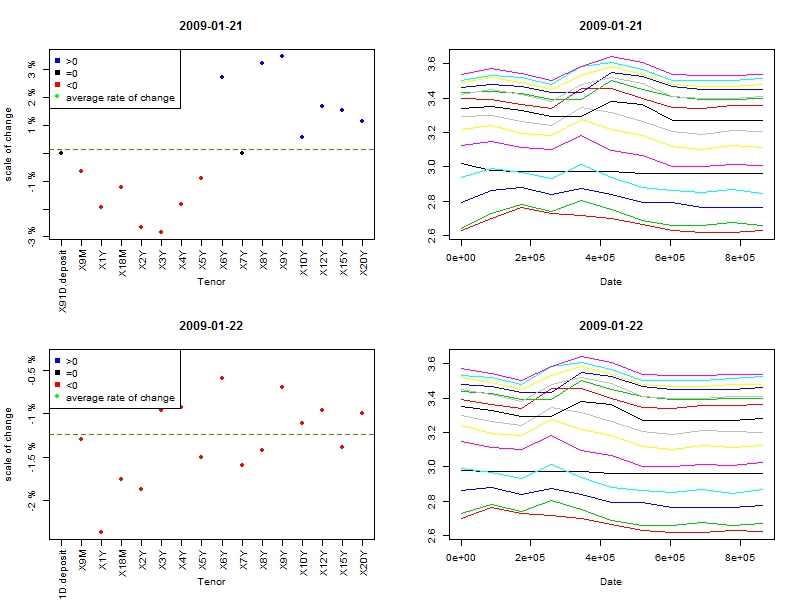 2009-01-21
scale of change
3 %
2 %
1 %
-1 %
-3 %
>0
=0
<0
average rate of change
X91D.deposit
X9M
X1Y
X18M
X2Y
X3Y
X4Y
X5Y
X6Y
X7Y
X8Y
X9Y
X10Y
X12Y
X15Y
X20Y
Tenor
2009-01-21
3.6
3.4
3.2
3.0
2.8
2.6
0e+00
2e+05
4e+05
6e+05
8e+05
Date
2009-01-22
scale of change
-0.5 %
-1 %
-1.5 %
-2 %
>0
=0
<0
average rate of change
1D.deposit
X9M
X1Y
X18M
X2Y
X3Y
X4Y
X5Y
X6Y
X7Y
X8Y
X9Y
X10Y
X12Y
X15Y
X20Y
Tenor
2009-01-22
3.6
3.4
3.2
3.0
2.8
2.6
0e+00
2e+05
4e+05
6e+05
8e+05
Date